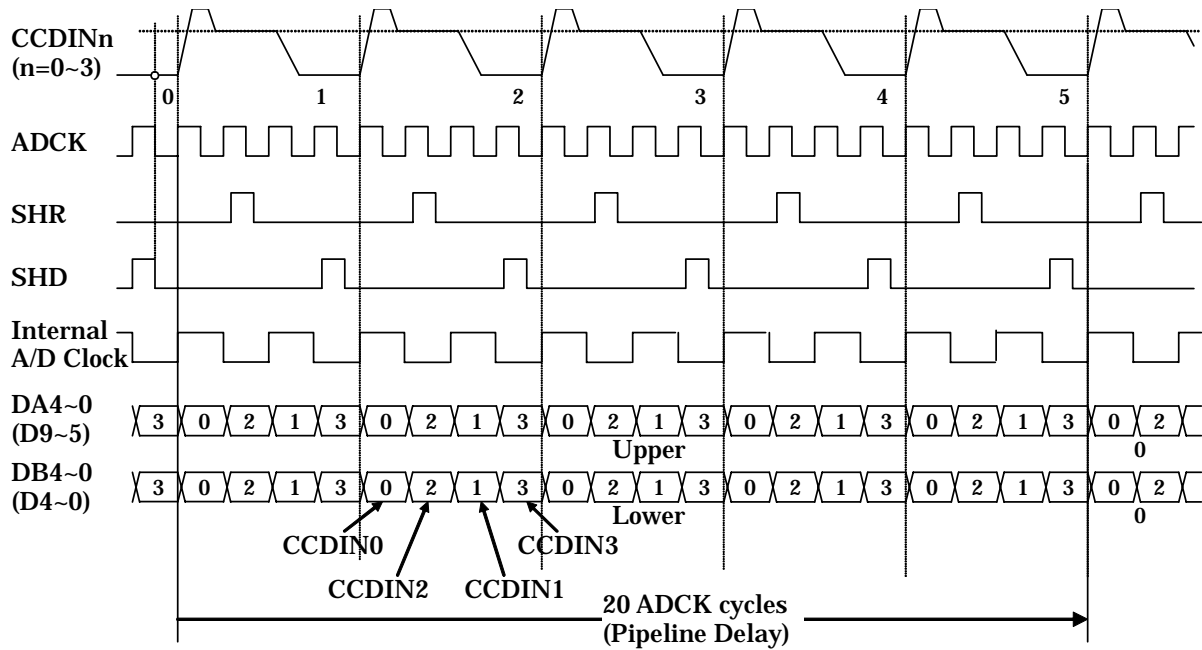 CCDINn
(n=0~3)
0 1 2 3 4 5
ADCK
SHR
SHD
Internal
A/D Clock
DA4~0
(D9~5)
3 0 2 1 3 0 2 1 3 0 2 1 3 0 2 1 3 0 2 1 3 0 2
Upper 0
DB4~0
(D4~0)
3 0 2 1 3 0 2 1 3 0 2 1 3 0 2 1 3 0 2 1 3 0 2
Lower 0
CCDIN0 CCDIN3
CCDIN2 CCDIN1
20 ADCK cycles
(Pipeline Delay)